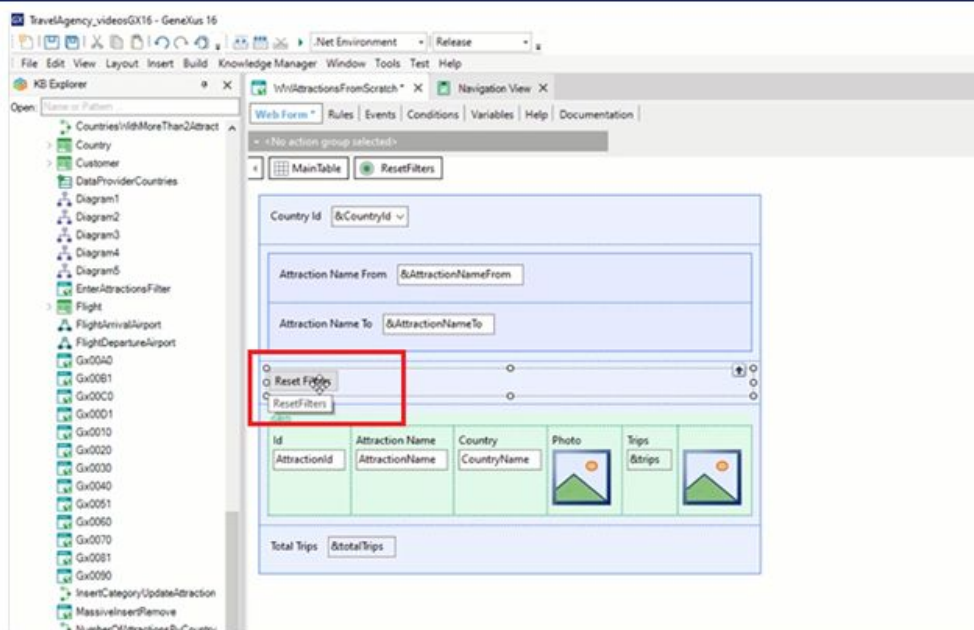 GX TravelAgency_videosGX16 - GeneXus 16
.Net Environment Release
File Edit View Layout Insert Build Knowledge Manager Window Tools Test Help
KB Explorer
WWAttractionsFromScratch * Navigation View
Open: Name or Pattern ...
Web Form * Rules Events Conditions Variables Help Documentation
CountriesWithMoreThan2Attract
<No action group selected>
Country
Customer
MainTable ResetFilters
DataProviderCountries
Diagram1
Diagram2
Country Id &CountryId
Diagram3
Diagram4
Diagram5
Attraction Name From &AttractionNameFrom
EnterAttractionsFilter
Flight
FlightArrivalAirport
Attraction Name To &AttractionNameTo
FlightDepartureAirport
Gx00A0
Gx00B1
Reset Filters
Gx00C0
ResetFilters
Gx00D1
Gx0010
Id Attraction Name Country Photo Trips
Gx0020
AttractionId AttractionName CountryName &trips
Gx0030
Gx0040
Gx0051
Gx0060
Gx0070
Total Trips &totalTrips
Gx0081
Gx0090
InsertCategoryUpdateAttraction
MassiveInsertRemove
NumberOfAttractionsByCountry